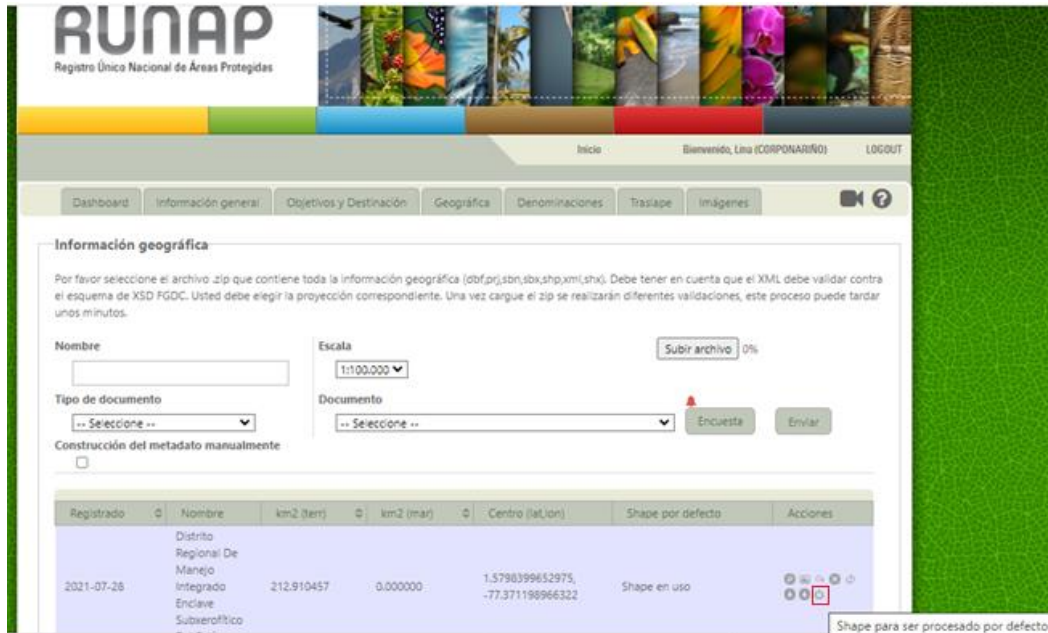 RUNAP
Registro Único Nacional de Áreas Protegidas
Inicio Bienvenido, Lina (CORPONARIÑO) LOGOUT
Dashboard Información general Objetivos y Destinación Geográfica Denominaciones Traslape Imágenes
Información geográfica
Por favor seleccione el archivo .zip que contiene toda la información geográfica (dbf,prj,sbn,sbx,shp,xml,shx). Debe tener en cuenta que el XML debe validar contra
el esquema de XSD FGDC. Usted debe elegir la proyección correspondiente. Una vez cargue el zip se realizarán diferentes validaciones, este proceso puede tardar
unos minutos.
Nombre Escala Subir archivo 0%
1:100.000
Tipo de documento Documento
-- Seleccione -- -- Seleccione -- Encuesta Enviar
Construcción del metadato manualmente
Registrado Nombre km2 (terr) km2 (mar) Centro (lat,lon) Shape por defecto Acciones
Distrito
Regional De
Manejo
2021-07-28 Integrado 212.910457 0.000000 1.5798399652975, Shape en uso
Enclave -77.371198966322
Subxerofítico
Shape para ser procesado por defecto